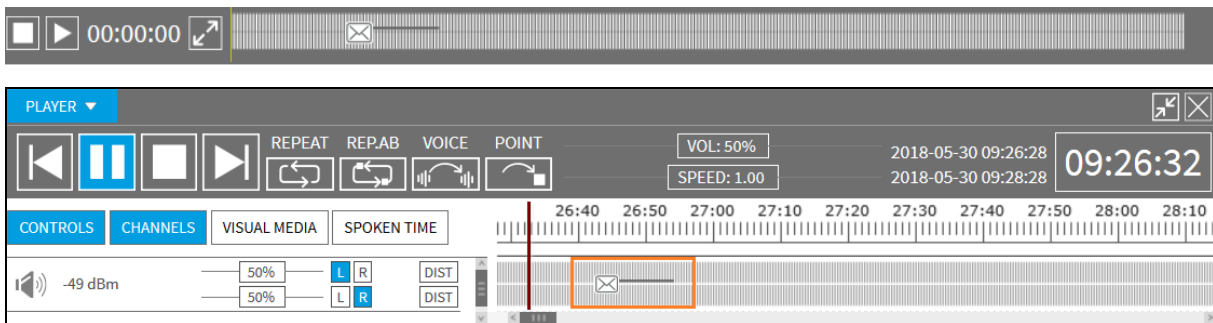 00:00:00
PLAYER
REPEAT REP.AB VOICE POINT
VOL: 50%
SPEED: 1.00
2018-05-30 09:26:28
2018-05-30 09:28:28
09:26:32
CONTROLS CHANNELS VISUAL MEDIA SPOKEN TIME
26:40 26:50 27:00 27:10 27:20 27:30 27:40 27:50 28:00 28:10
-49 dBm
50% L R DIST
50% L R DIST